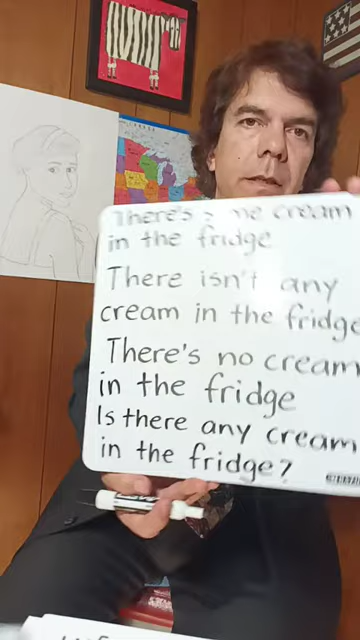 There's me cream
in the fridge
There isn't any
cream in the fridge
There's no cream
in the fridge
Is there any cream
in the fridge?